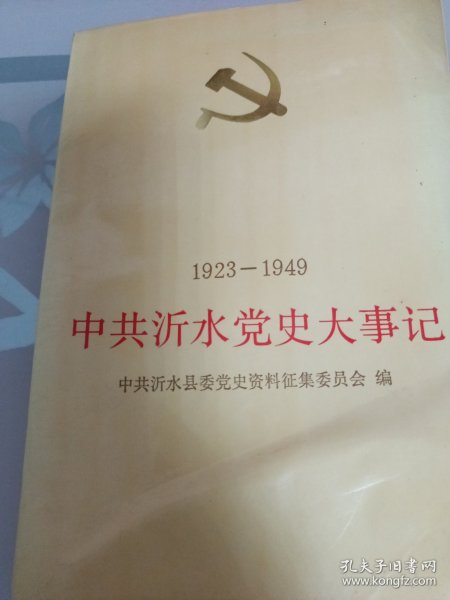 1923－1949
中共沂水党史大事记
中共沂水县委党史资料征集委员会 编
孔夫子旧书网
www.kongfz.com